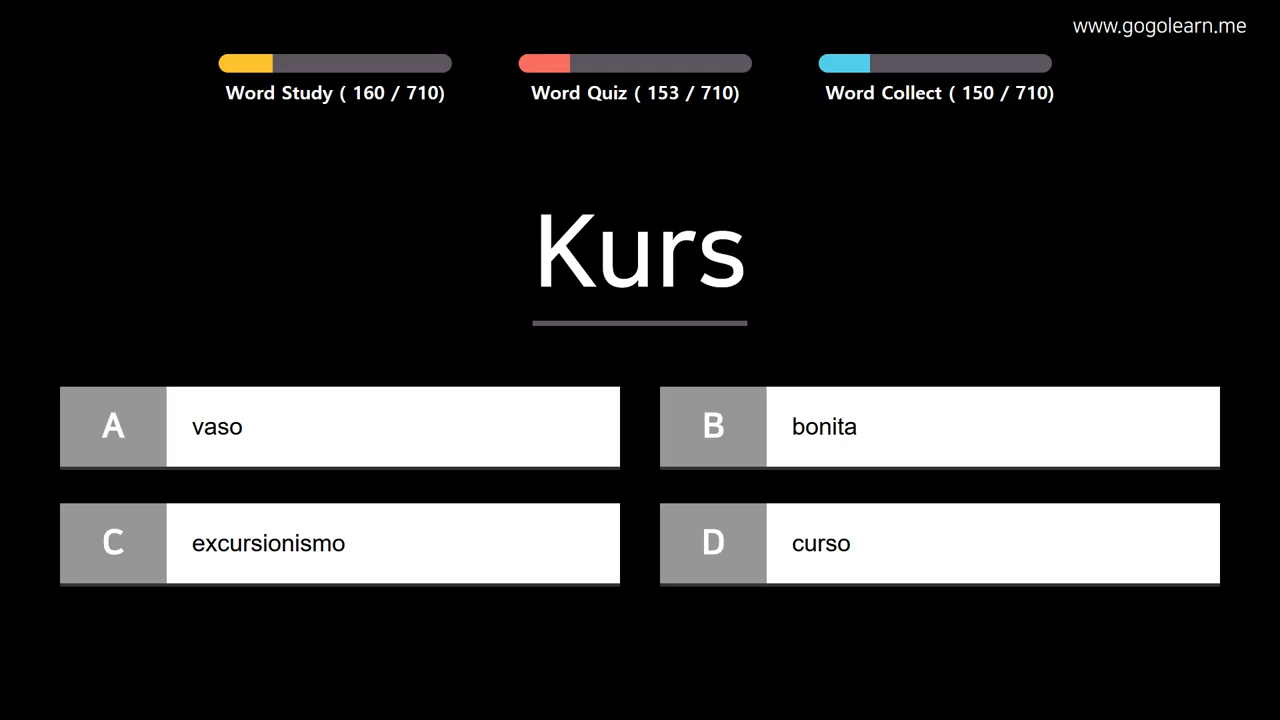 www.gogolearn.me
Word Study ( 160 / 710)
Word Quiz ( 153 / 710)
Word Collect ( 150 / 710)
Kurs
A vaso
B bonita
C excursionismo
D curso